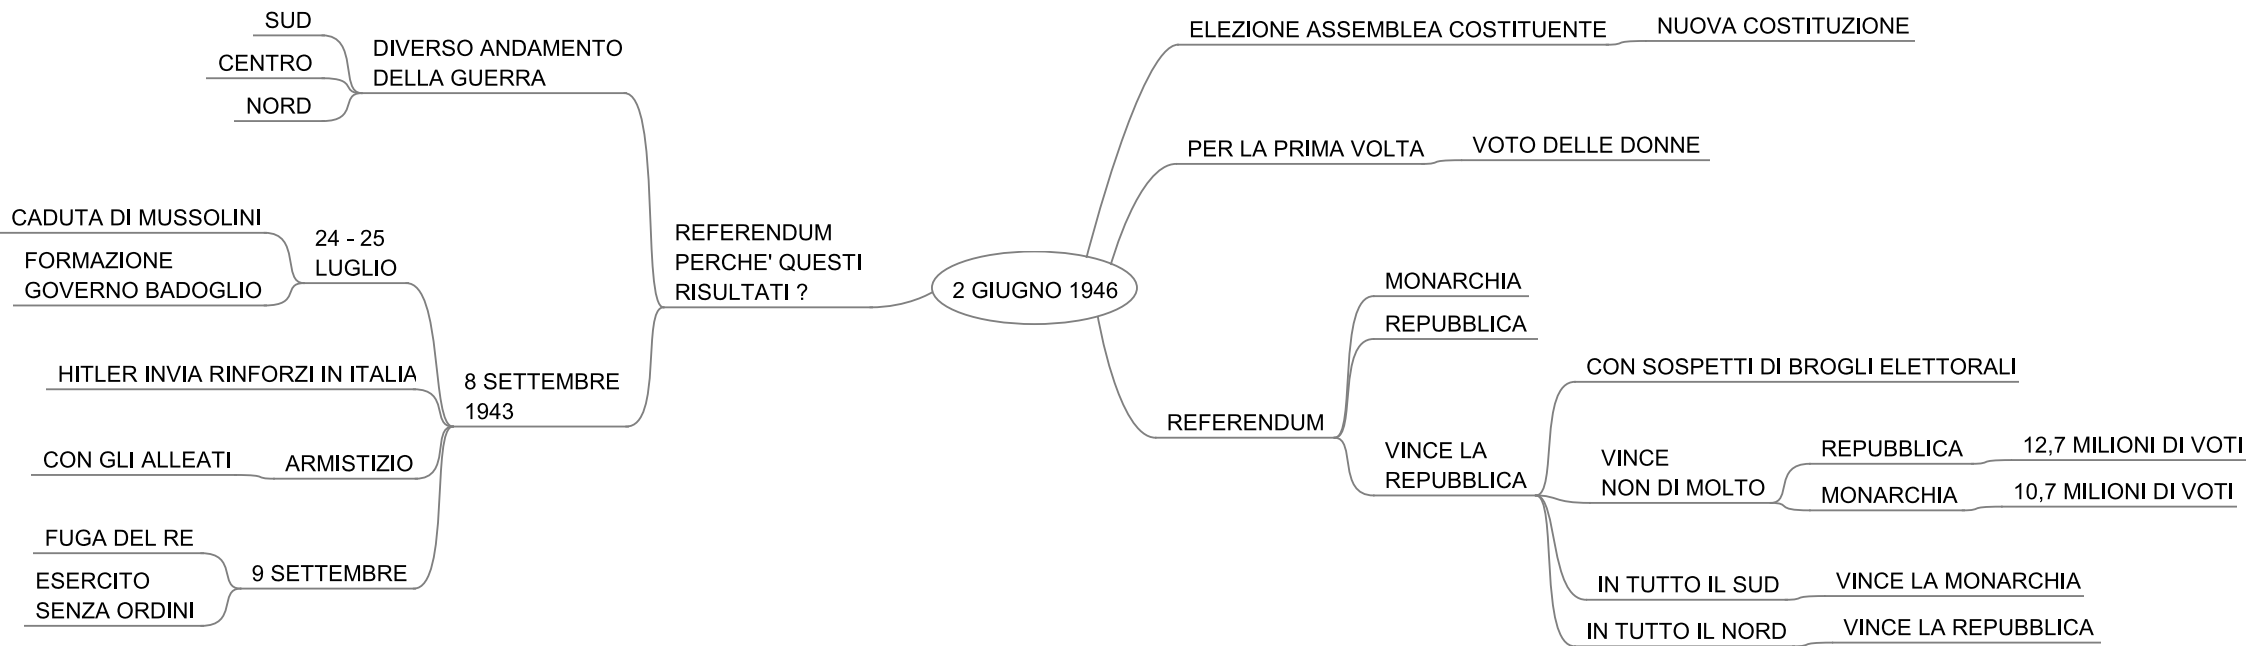 2 GIUGNO 1946
ELEZIONE ASSEMBLEA COSTITUENTE
NUOVA COSTITUZIONE
PER LA PRIMA VOLTA
VOTO DELLE DONNE
REFERENDUM
MONARCHIA
REPUBBLICA
VINCE LA
REPUBBLICA
CON SOSPETTI DI BROGLI ELETTORALI
VINCE
NON DI MOLTO
REPUBBLICA
12,7 MILIONI DI VOTI
MONARCHIA
10,7 MILIONI DI VOTI
IN TUTTO IL SUD
VINCE LA MONARCHIA
IN TUTTO IL NORD
VINCE LA REPUBBLICA
REFERENDUM
PERCHE' QUESTI
RISULTATI ?
DIVERSO ANDAMENTO
DELLA GUERRA
SUD
CENTRO
NORD
8 SETTEMBRE
1943
24 - 25
LUGLIO
CADUTA DI MUSSOLINI
FORMAZIONE
GOVERNO BADOGLIO
HITLER INVIA RINFORZI IN ITALIA
ARMISTIZIO
CON GLI ALLEATI
9 SETTEMBRE
FUGA DEL RE
ESERCITO
SENZA ORDINI